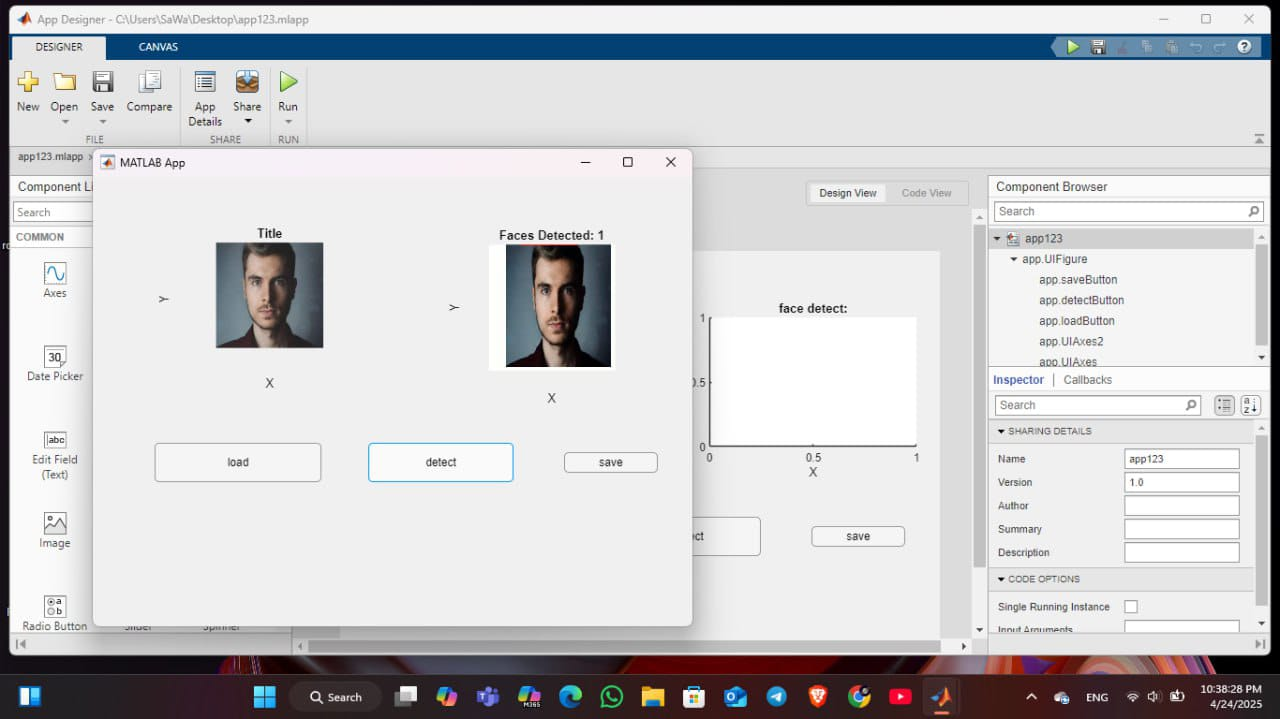 App Designer - C:\Users\SaWa\Desktop\app123.mlapp
DESIGNER CANVAS
New Open Save Compare App Details Share Run
FILE SHARE RUN
app123.mlapp
MATLAB App
Component Li
Search
COMMON
Axes
30
Date Picker
abc
Edit Field
(Text)
Image
a
b
Radio Button
Title
Y
X
Faces Detected: 1
Y
X
load detect save
Design View Code View
face detect:
1
0.5
0
0 0.5 1
X
ct save
Component Browser
Search
app123
app.UIFigure
app.saveButton
app.detectButton
app.loadButton
app.UIAxes2
app.UIAxes
Inspector | Callbacks
Search
SHARING DETAILS
Name app123
Version 1.0
Author
Summary
Description
CODE OPTIONS
Single Running Instance
Input Arguments
Search
M365
ENG
10:38:28 PM
4/24/2025